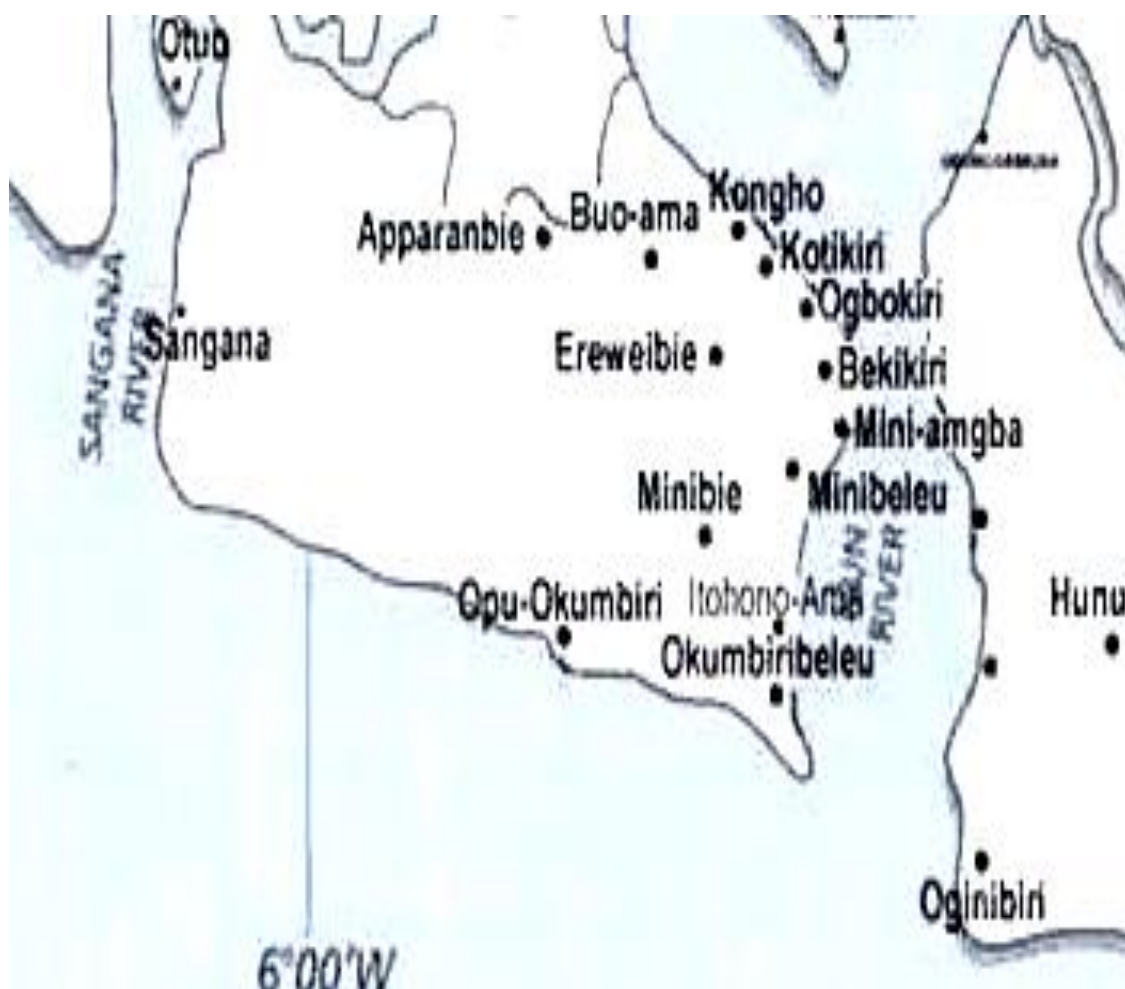 Otub
Kongho
Buo-ama
Apparanbie
Kotikiri
Ogbokiri
SANGANA
RIVER
Sangana
Ereweibie
Bekikiri
Mini-amgba
Minibie
Minibeleu
RIVER
Opu-Okumbiri
Itohono-Ama
Hunu
Okumbiribeleu
Oginibiri
6°00'W